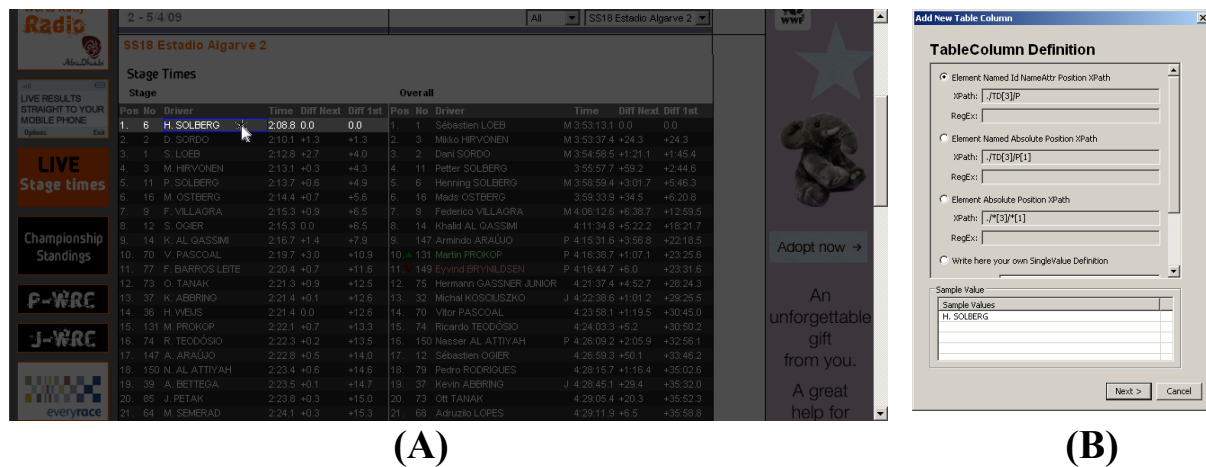 Radio
Abu Dhabi
LIVE RESULTS
STRAIGHT TO YOUR
MOBILE PHONE
Options Exit
LIVE
Stage times
Championship
Standings
P-WRC
J-WRC
everyrace
2 - 5/4/09
All SS18 Estadio Algarve 2
SS18 Estadio Algarve 2
Stage Times
Stage Overall
Pos No Driver Time Diff Next Diff 1st Pos No Driver Time Diff Next Diff 1st
1. 6 H. SOLBERG 2:08.8 0.0 0.0 1. 1 Sébastien LOEB M 3:53:13.1 0.0 0.0
2. 2 D. SORDO 2:10.1 +1.3 +1.3 2. 3 Mikko HIRVONEN M 3:53:37.4 +24.3 +24.3
3. 1 S. LOEB 2:12.8 +2.7 +4.0 3. 2 Dani SORDO M 3:54:58.5 +1:21.1 +1:45.4
4. 3 M. HIRVONEN 2:13.1 +0.3 +4.3 4. 11 Petter SOLBERG 3:55:57.7 +59.2 +2:44.6
5. 11 P. SOLBERG 2:13.7 +0.6 +4.9 5. 6 Henning SOLBERG M 3:58:59.4 +3:01.7 +5:46.3
6. 16 M. OSTBERG 2:14.4 +0.7 +5.6 6. 16 Mads OSTBERG 3:59:33.9 +34.5 +6:20.8
7. 9 F. VILLAGRA 2:15.3 +0.9 +6.5 7. 9 Federico VILLAGRA M 4:06:12.6 +6:38.7 +12:59.5
8. 12 S. OGIER 2:15.3 0.0 +6.5 8. 14 Khalid AL QASSIMI 4:11:34.8 +5:22.2 +18:21.7
9. 14 K. AL QASSIMI 2:16.7 +1.4 +7.9 9. 147 Armindo ARAÚJO P 4:15:31.6 +3:56.8 +22:18.5
10. 70 V. PASCOAL 2:19.7 +3.0 +10.9 10. 131 Martin PROKOP P 4:16:38.7 +1:07.1 +23:25.6
11. 77 F. BARROS LEITE 2:20.4 +0.7 +11.6 11. 149 Eyvind BRYNILDSEN P 4:16:44.7 +6.0 +23:31.6
12. 73 O. TANAK 2:21.3 +0.9 +12.5 12. 75 Hermann GASSNER JUNIOR 4:21:37.4 +4:52.7 +28:24.3
13. 37 K. ABBRING 2:21.4 +0.1 +12.6 13. 32 Michal KOSCIUSZKO J 4:22:38.6 +1:01.2 +29:25.5
14. 36 H. WEIJS 2:21.4 0.0 +12.6 14. 70 Vitor PASCOAL 4:23:58.1 +1:19.5 +30:45.0
15. 131 M. PROKOP 2:22.1 +0.7 +13.3 15. 74 Ricardo TEODÓSIO 4:24:03.3 +5.2 +30:50.2
16. 74 R. TEODÓSIO 2:22.3 +0.2 +13.5 16. 150 Nasser AL ATTIYAH P 4:26:09.2 +2:05.9 +32:56.1
17. 147 A. ARAÚJO 2:22.8 +0.5 +14.0 17. 12 Sébastien OGIER 4:26:59.3 +50.1 +33:46.2
18. 150 N. AL ATTIYAH 2:23.4 +0.6 +14.6 18. 79 Pedro RODRIGUES 4:28:15.7 +1:16.4 +35:02.6
19. 39 A. BETTEGA 2:23.5 +0.1 +14.7 19. 37 Kevin ABBRING J 4:28:45.1 +29.4 +35:32.0
20. 85 J. PETAK 2:23.8 +0.3 +15.0 20. 73 Ott TANAK 4:29:05.4 +20.3 +35:52.3
21. 64 M. SEMERAD 2:24.1 +0.3 +15.3 21. 68 Adruzilo LOPES 4:29:11.9 +6.5 +35:58.8
WWF
Adopt now →
An
unforgettable
gift
from you.
A great
help for
(A)
Add New Table Column
TableColumn Definition
Element Named Id NameAttr Position XPath
XPath: ./TD[3]/P
RegEx:
Element Named Absolute Position XPath
XPath: ./TD[3]/P[1]
RegEx:
Element Absolute Position XPath
XPath: ./*[3]/*[1]
RegEx:
Write here your own SingleValue Definition
Sample Value
Sample Values
H. SOLBERG
Next > Cancel
(B)